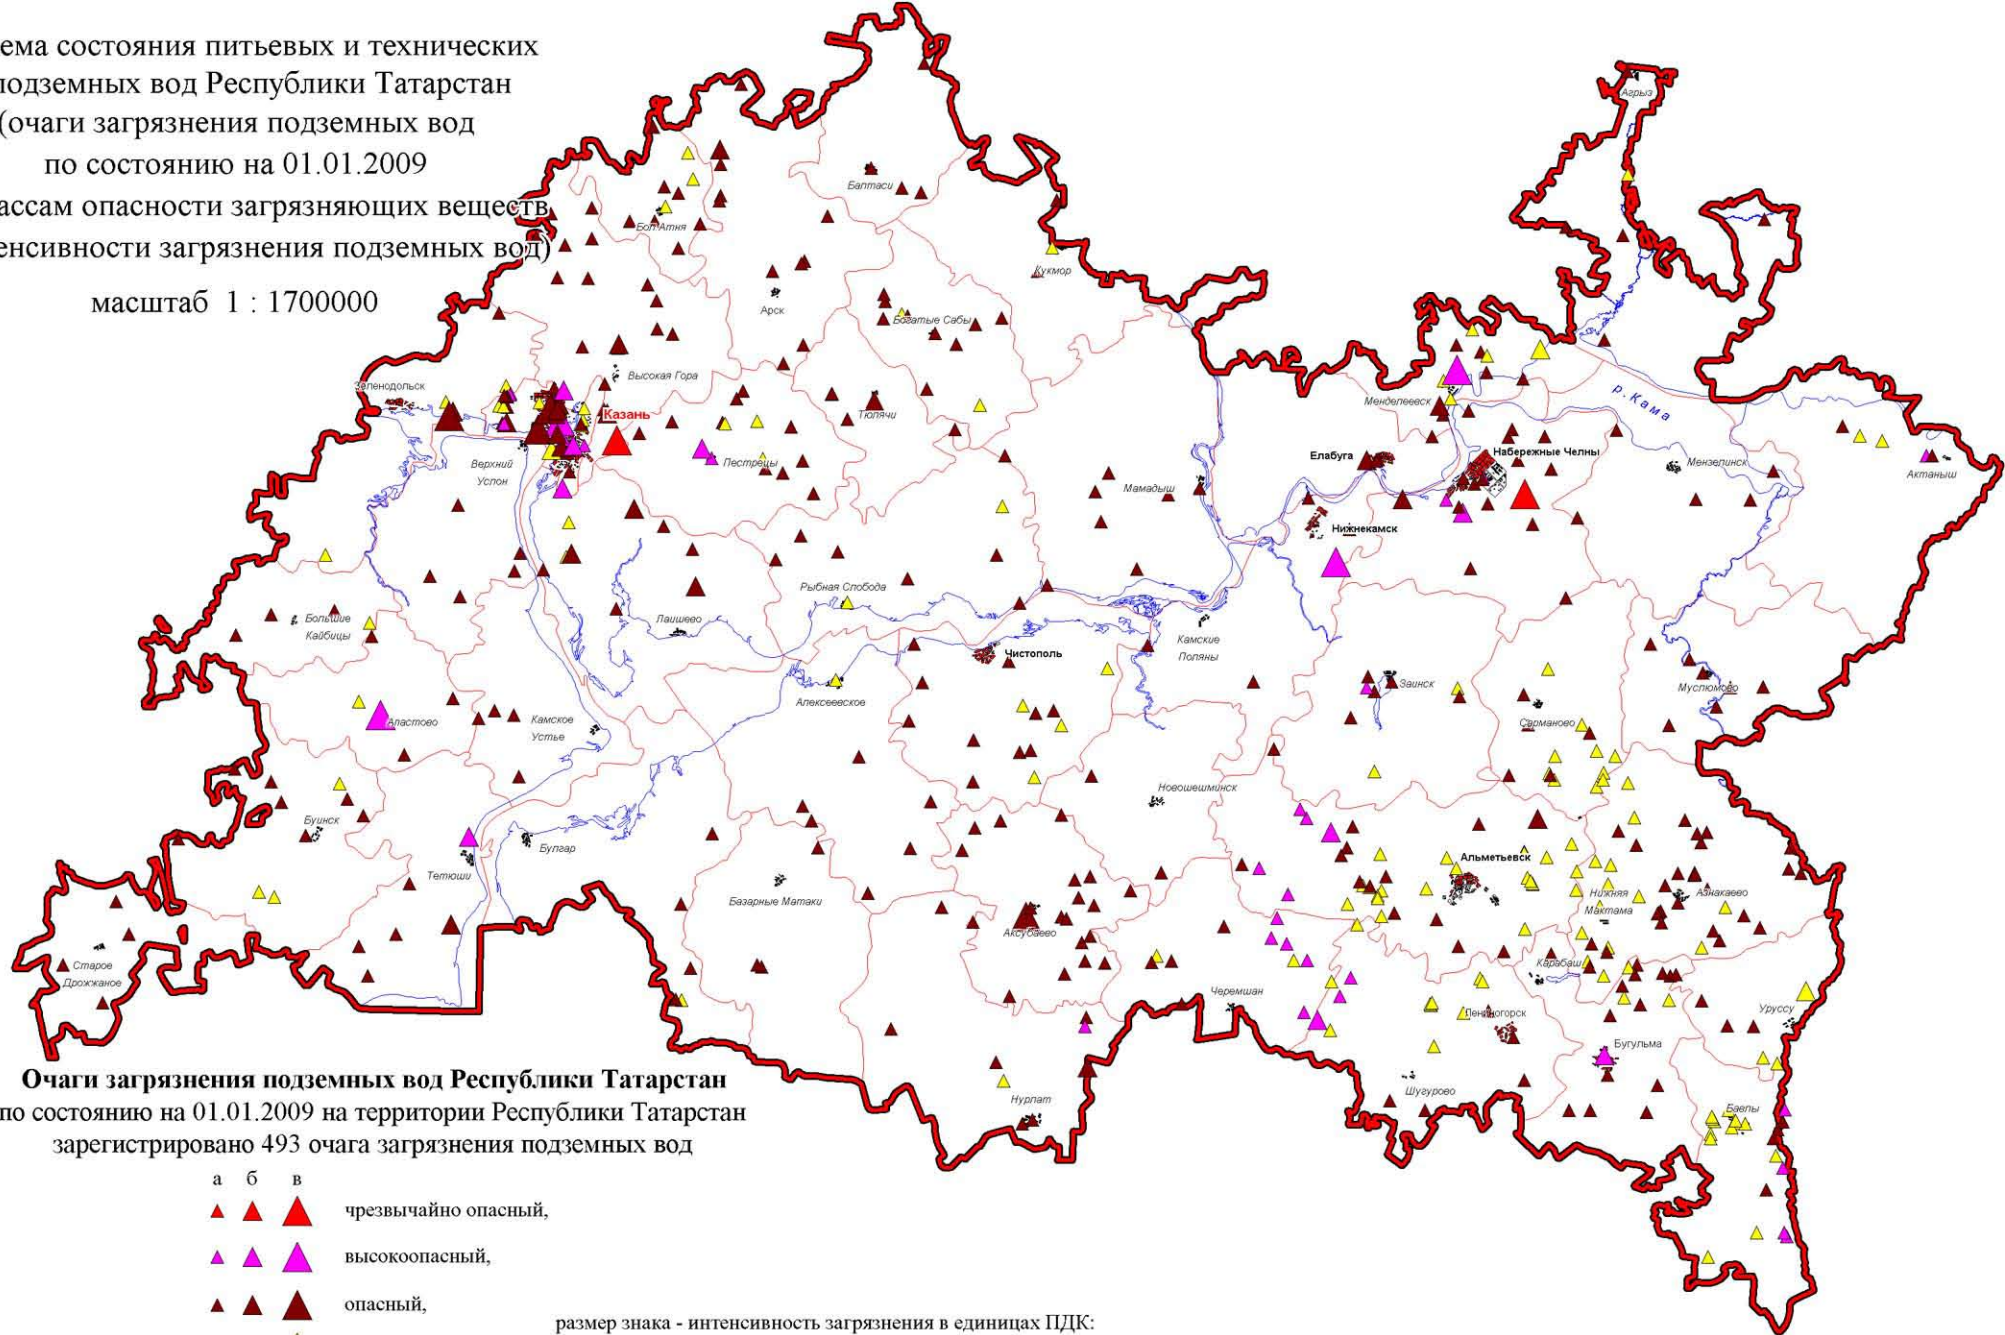 ема состояния питьевых и технических
подземных вод Республики Татарстан
(очаги загрязнения подземных вод
по состоянию на 01.01.2009
ассам опасности загрязняющих веществ
енсивности загрязнения подземных вод)
масштаб 1 : 1700000
Агрыз
Балтаси
Бол Атня
Кукмор
Арск
Богатые Сабы
Высокая Гора
Зеленодольск
Казань
Тюлячи
Менделеевск
р. Кама
Верхний
Услон
Пестрецы
Мамадыш
Елабуга
Набережные Челны
Мензелинск
Актаныш
Нижнекамск
Рыбная Слобода
Большие
Кайбицы
Лаишево
Камские
Поляны
Чистополь
Алексеевское
Заинск
Муслюмово
Апастово
Камское
Устье
Сарманово
Новошешминск
Буинск
Булгар
Тетюши
Альметьевск
Базарные Матаки
Нижняя
Мактама
Азнакаево
Аксубаево
Старое
Дрожжаное
Карабаш
Черемшан
Лениногорск
Уруссу
Бугульма
Шугурово
Нурлат
Бавлы
Очаги загрязнения подземных вод Республики Татарстан
по состоянию на 01.01.2009 на территории Республики Татарстан
зарегистрировано 493 очага загрязнения подземных вод
а б в
чрезвычайно опасный,
высокоопасный,
опасный,
размер знака - интенсивность загрязнения в единицах ПДК: